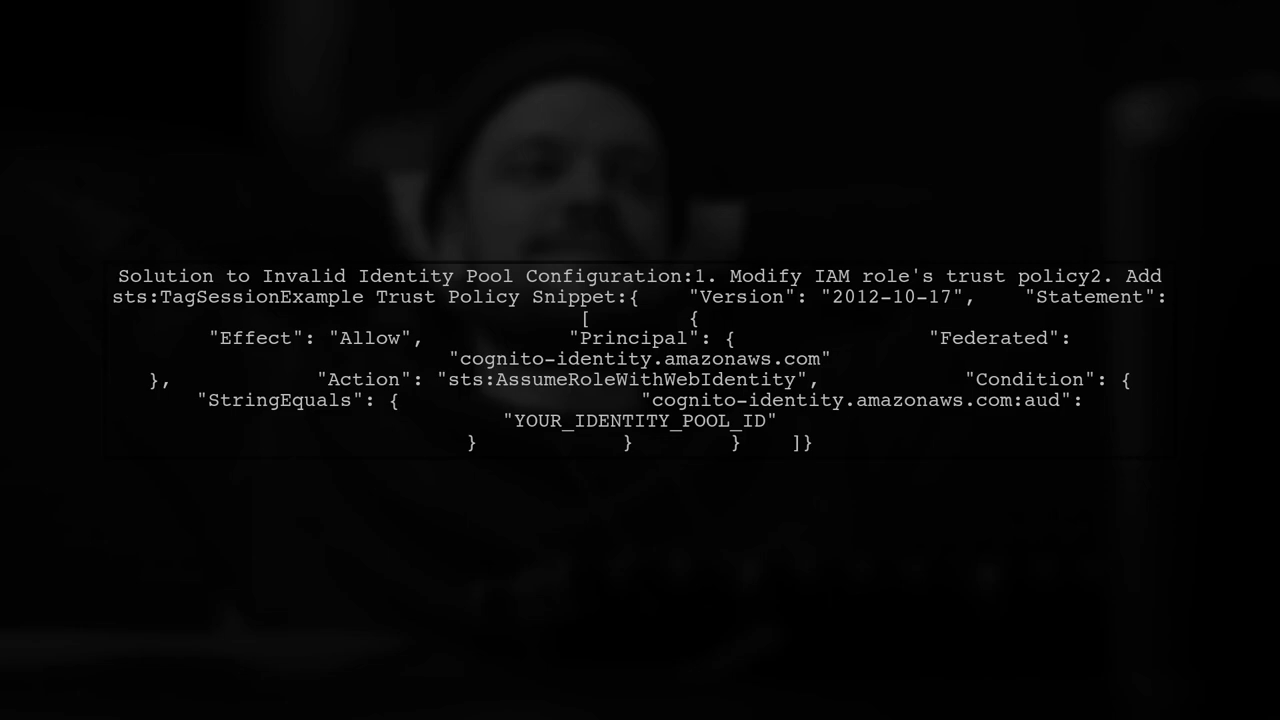 Solution to Invalid Identity Pool Configuration:1. Modify IAM role's trust policy2. Add
sts:TagSessionExample Trust Policy Snippet:{    "Version": "2012-10-17",    "Statement":
[        {
"Effect": "Allow",            "Principal": {                "Federated":
"cognito-identity.amazonaws.com"
},            "Action": "sts:AssumeRoleWithWebIdentity",            "Condition": {
"StringEquals": {                    "cognito-identity.amazonaws.com:aud":
"YOUR_IDENTITY_POOL_ID"
}            }        }    ]}